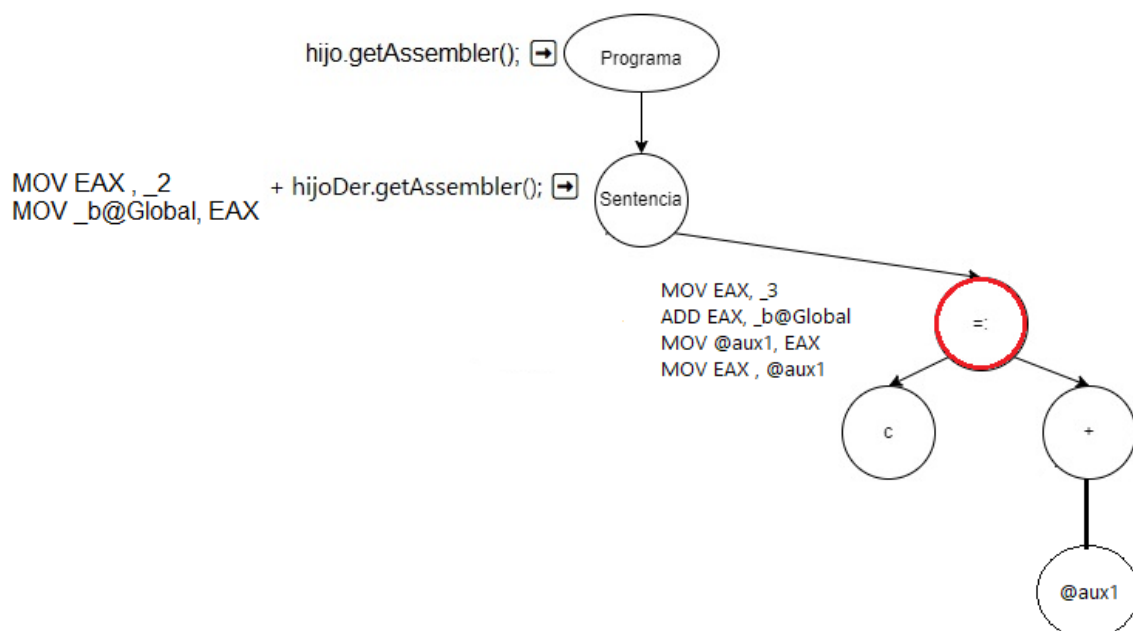 hijo.getAssembler(); ➡
Programa
MOV EAX , _2
MOV _b@Global, EAX
+ hijoDer.getAssembler(); ➡
Sentencia
MOV EAX, _3
ADD EAX, _b@Global
MOV @aux1, EAX
MOV EAX , @aux1
=:
c
+
@aux1